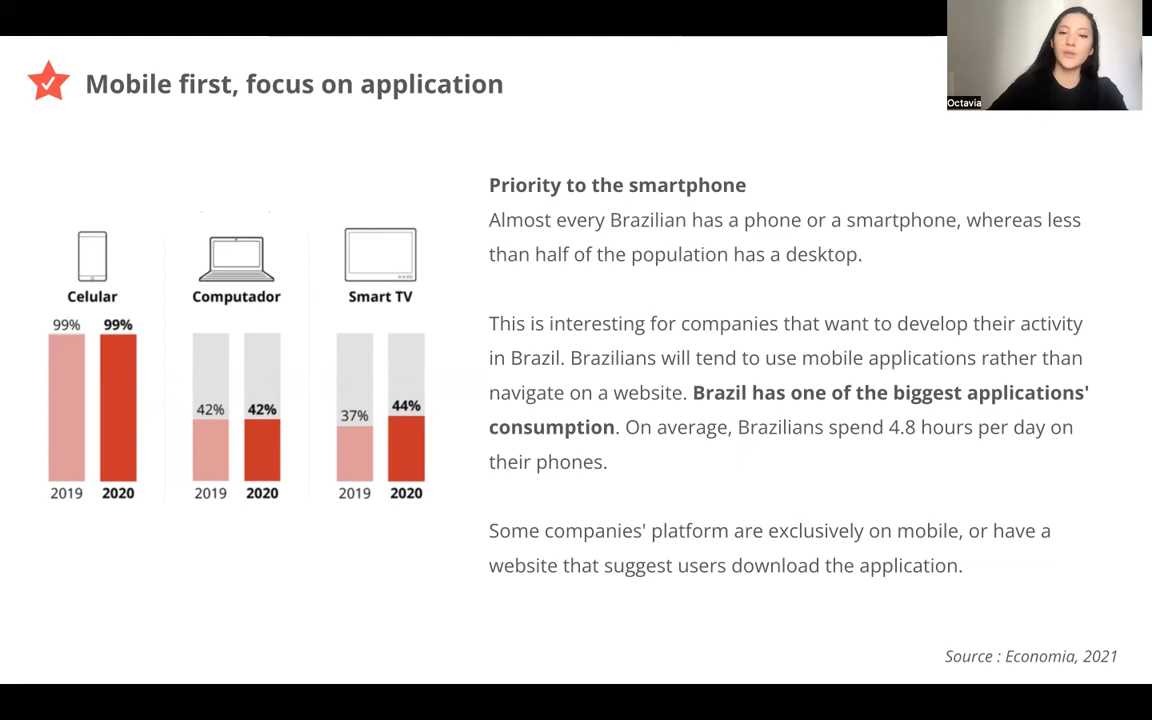 Octavia
Mobile first, focus on application
Celular
Computador
Smart TV
99%
99%
42%
42%
37%
44%
2019
2020
2019
2020
2019
2020
Priority to the smartphone
Almost every Brazilian has a phone or a smartphone, whereas less
than half of the population has a desktop.
This is interesting for companies that want to develop their activity
in Brazil. Brazilians will tend to use mobile applications rather than
navigate on a website. Brazil has one of the biggest applications'
consumption. On average, Brazilians spend 4.8 hours per day on
their phones.
Some companies' platform are exclusively on mobile, or have a
website that suggest users download the application.
Source : Economia, 2021